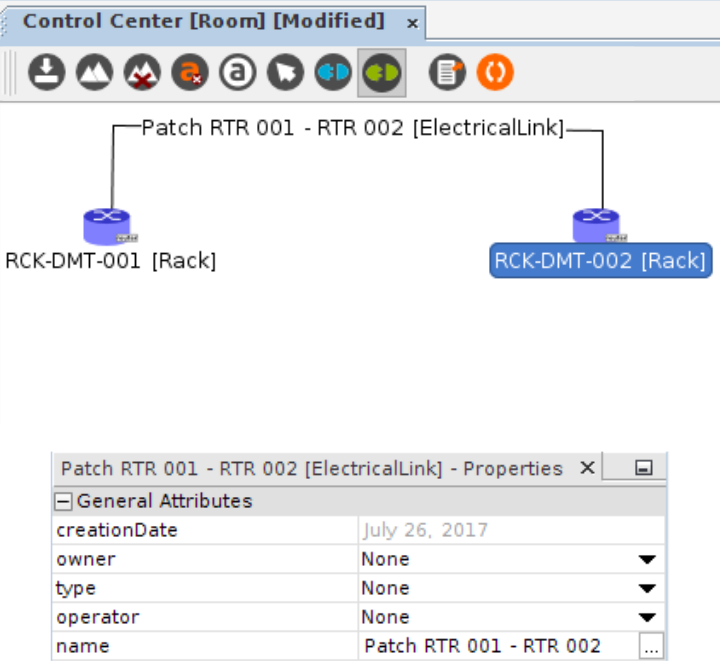 Control Center [Room] [Modified] ×
a a
Patch RTR 001 - RTR 002 [ElectricalLink]
RCK-DMT-001 [Rack] RCK-DMT-002 [Rack]
Patch RTR 001 - RTR 002 [ElectricalLink] - Properties ×
General Attributes
creationDate July 26, 2017
owner None
type None
operator None
name Patch RTR 001 - RTR 002 ...